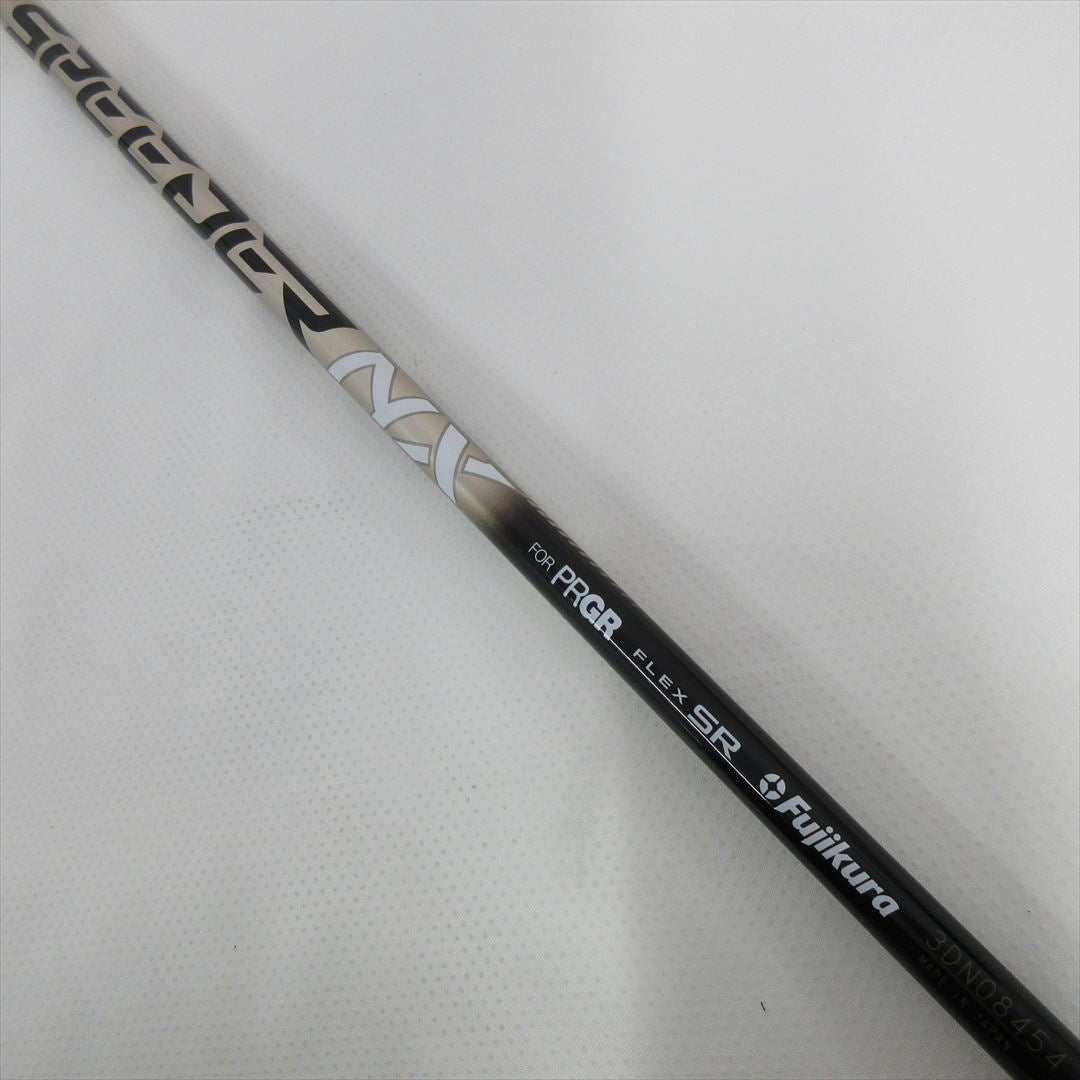 SPEEDER NX
FOR PRGR FLEX SR Fujikura
3DN08454
MADE IN JAPAN